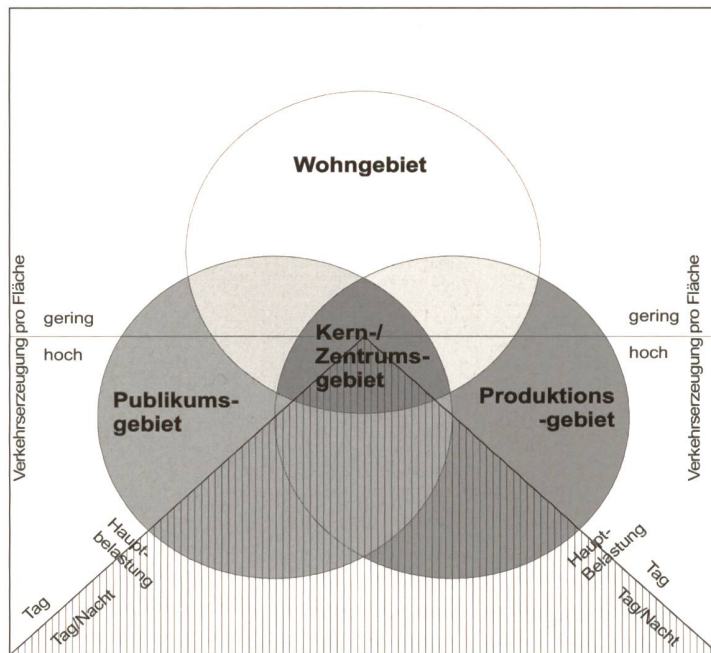 Wohngebiet
Verkehrserzeugung pro Fläche
gering
hoch
Kern-/
Zentrums-
gebiet
Publikums-
gebiet
Produktions
-gebiet
gering
hoch
Verkehrserzeugung pro Fläche
Haupt-
belastung
Tag
Tag/Nacht
Haupt-
Belastung
Tag
Tag/Nacht